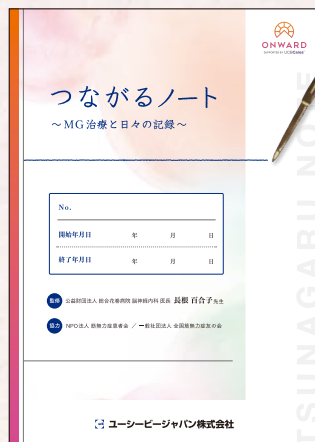 ONWARD
つながるノート
～MG治療と日々の記録～
No.
開始年月日 年 月 日
終了年月日 年 月 日
監修 公益財団法人 総合花巻病院 脳神経内科 医長 長根 百合子 先生
協力 NPO法人 筋無力症患者会 ／ 一般社団法人 全国筋無力症友の会
ユーシービージャパン株式会社
TSUNAGARU NOTE